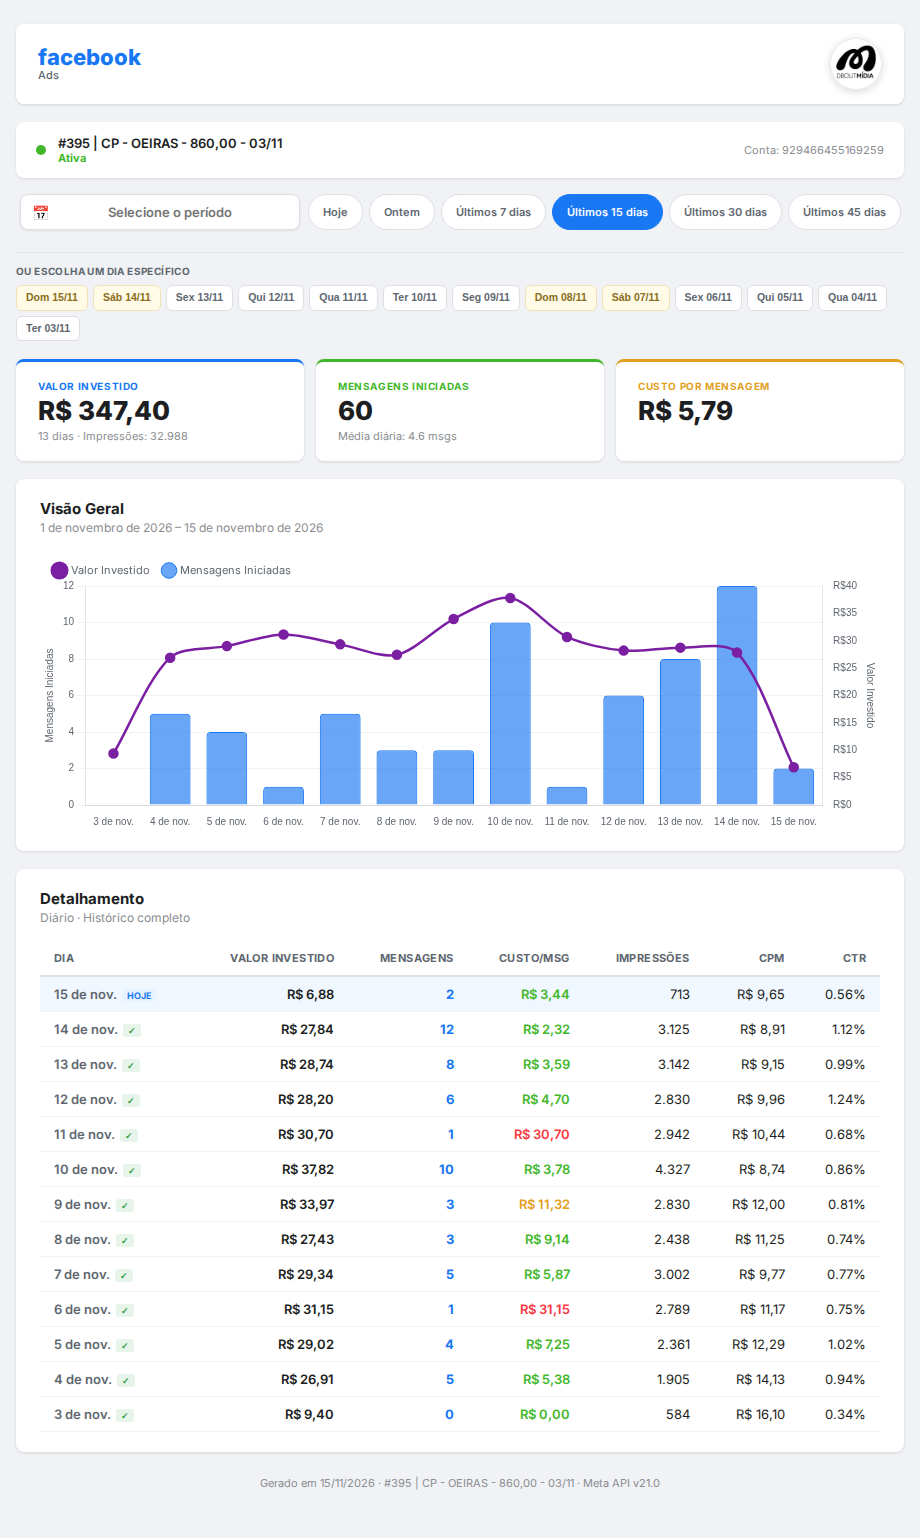 facebook
Ads
DBOUTMÍDIA
#395 | CP - OEIRAS - 860,00 - 03/11
Ativa
Conta: 929466455169259
Selecione o período
Hoje
Ontem
Últimos 7 dias
Últimos 15 dias
Últimos 30 dias
Últimos 45 dias
OU ESCOLHA UM DIA ESPECÍFICO
Dom 15/11 Sáb 14/11 Sex 13/11 Qui 12/11 Qua 11/11 Ter 10/11 Seg 09/11 Dom 08/11 Sáb 07/11 Sex 06/11 Qui 05/11 Qua 04/11
Ter 03/11
VALOR INVESTIDO
R$ 347,40
13 dias · Impressões: 32.988
MENSAGENS INICIADAS
60
Média diária: 4.6 msgs
CUSTO POR MENSAGEM
R$ 5,79
Visão Geral
1 de novembro de 2026 – 15 de novembro de 2026
Valor Investido Mensagens Iniciadas
Mensagens Iniciadas
12
10
8
6
4
2
0
R$40
R$35
R$30
R$25
R$20
R$15
R$10
R$5
R$0
Valor Investido
3 de nov. 4 de nov. 5 de nov. 6 de nov. 7 de nov. 8 de nov. 9 de nov. 10 de nov. 11 de nov. 12 de nov. 13 de nov. 14 de nov. 15 de nov.
Detalhamento
Diário · Histórico completo
DIA VALOR INVESTIDO MENSAGENS CUSTO/MSG IMPRESSÕES CPM CTR
15 de nov. HOJE R$ 6,88 2 R$ 3,44 713 R$ 9,65 0.56%
14 de nov. ✓ R$ 27,84 12 R$ 2,32 3.125 R$ 8,91 1.12%
13 de nov. ✓ R$ 28,74 8 R$ 3,59 3.142 R$ 9,15 0.99%
12 de nov. ✓ R$ 28,20 6 R$ 4,70 2.830 R$ 9,96 1.24%
11 de nov. ✓ R$ 30,70 1 R$ 30,70 2.942 R$ 10,44 0.68%
10 de nov. ✓ R$ 37,82 10 R$ 3,78 4.327 R$ 8,74 0.86%
9 de nov. ✓ R$ 33,97 3 R$ 11,32 2.830 R$ 12,00 0.81%
8 de nov. ✓ R$ 27,43 3 R$ 9,14 2.438 R$ 11,25 0.74%
7 de nov. ✓ R$ 29,34 5 R$ 5,87 3.002 R$ 9,77 0.77%
6 de nov. ✓ R$ 31,15 1 R$ 31,15 2.789 R$ 11,17 0.75%
5 de nov. ✓ R$ 29,02 4 R$ 7,25 2.361 R$ 12,29 1.02%
4 de nov. ✓ R$ 26,91 5 R$ 5,38 1.905 R$ 14,13 0.94%
3 de nov. ✓ R$ 9,40 0 R$ 0,00 584 R$ 16,10 0.34%
Gerado em 15/11/2026 · #395 | CP - OEIRAS - 860,00 - 03/11 · Meta API v21.0